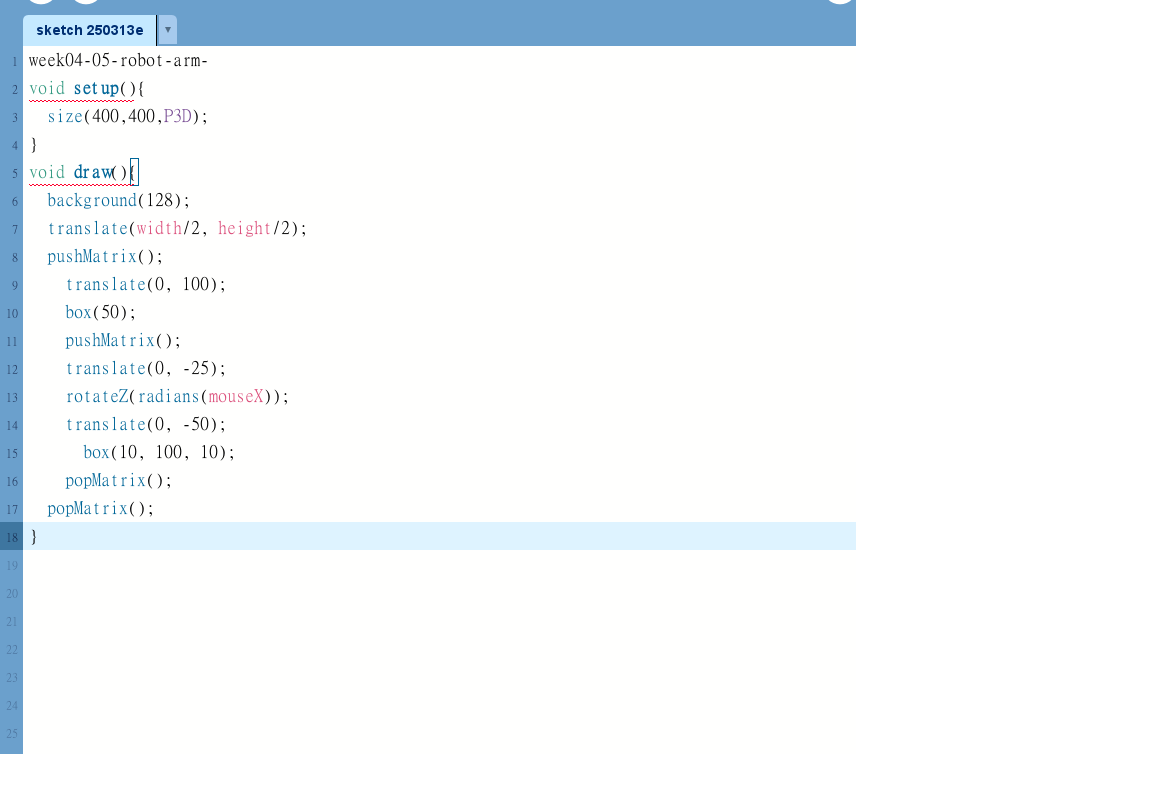 sketch 250313e ▼
1 week04-05-robot-arm-
2 void setup(){
3   size(400,400,P3D);
4 }
5 void draw(){
6   background(128);
7   translate(width/2, height/2);
8   pushMatrix();
9     translate(0, 100);
10     box(50);
11     pushMatrix();
12     translate(0, -25);
13     rotateZ(radians(mouseX));
14     translate(0, -50);
15       box(10, 100, 10);
16     popMatrix();
17   popMatrix();
18 }
19
20
21
22
23
24
25